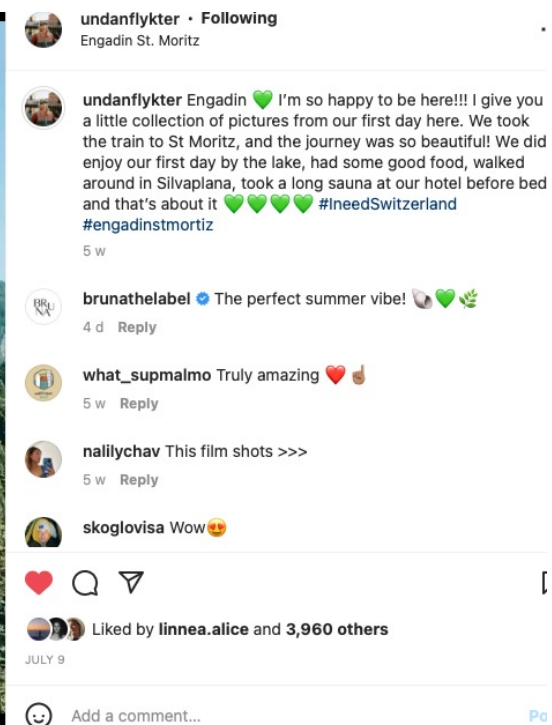 undanflykter • Following
Engadin St. Moritz
undanflykter Engadin 💚 I'm so happy to be here!!! I give you
a little collection of pictures from our first day here. We took
the train to St Moritz, and the journey was so beautiful! We did
enjoy our first day by the lake, had some good food, walked
around in Silvaplana, took a long sauna at our hotel before bed
and that's about it 💚💚💚💚 #IneedSwitzerland
#engadinstmortiz
5 w
BRU
NA
brunathelabel The perfect summer vibe! 🐚💚🌿
4 d Reply
what_supmalmo Truly amazing ❤️☝🏽
5 w Reply
nalilychav This film shots >>>
5 w Reply
skoglovisa Wow😍
Liked by linnea.alice and 3,960 others
JULY 9
Add a comment...